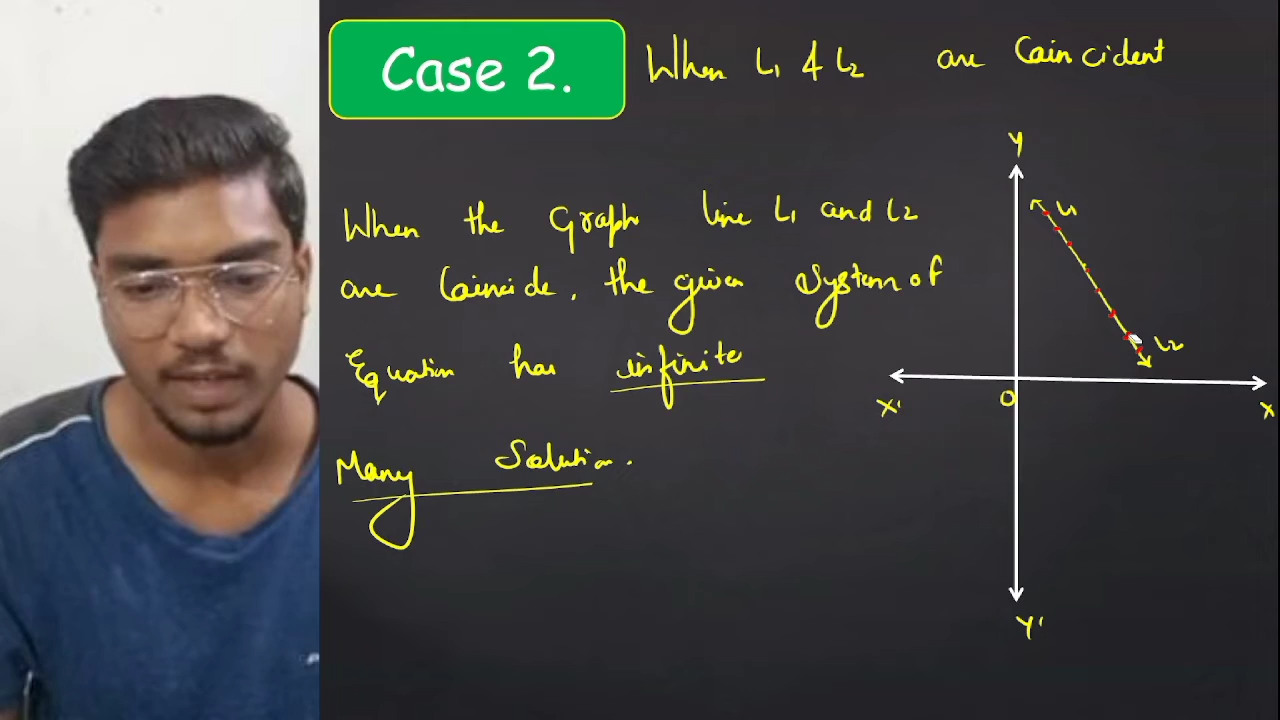 Case 2. When L1 & L2 are Caincident
When the Graph line L1 and L2
are Coincide, the given System of
Equation has infinite
Many Solution.
Y
L1
L2
X' O X
Y'